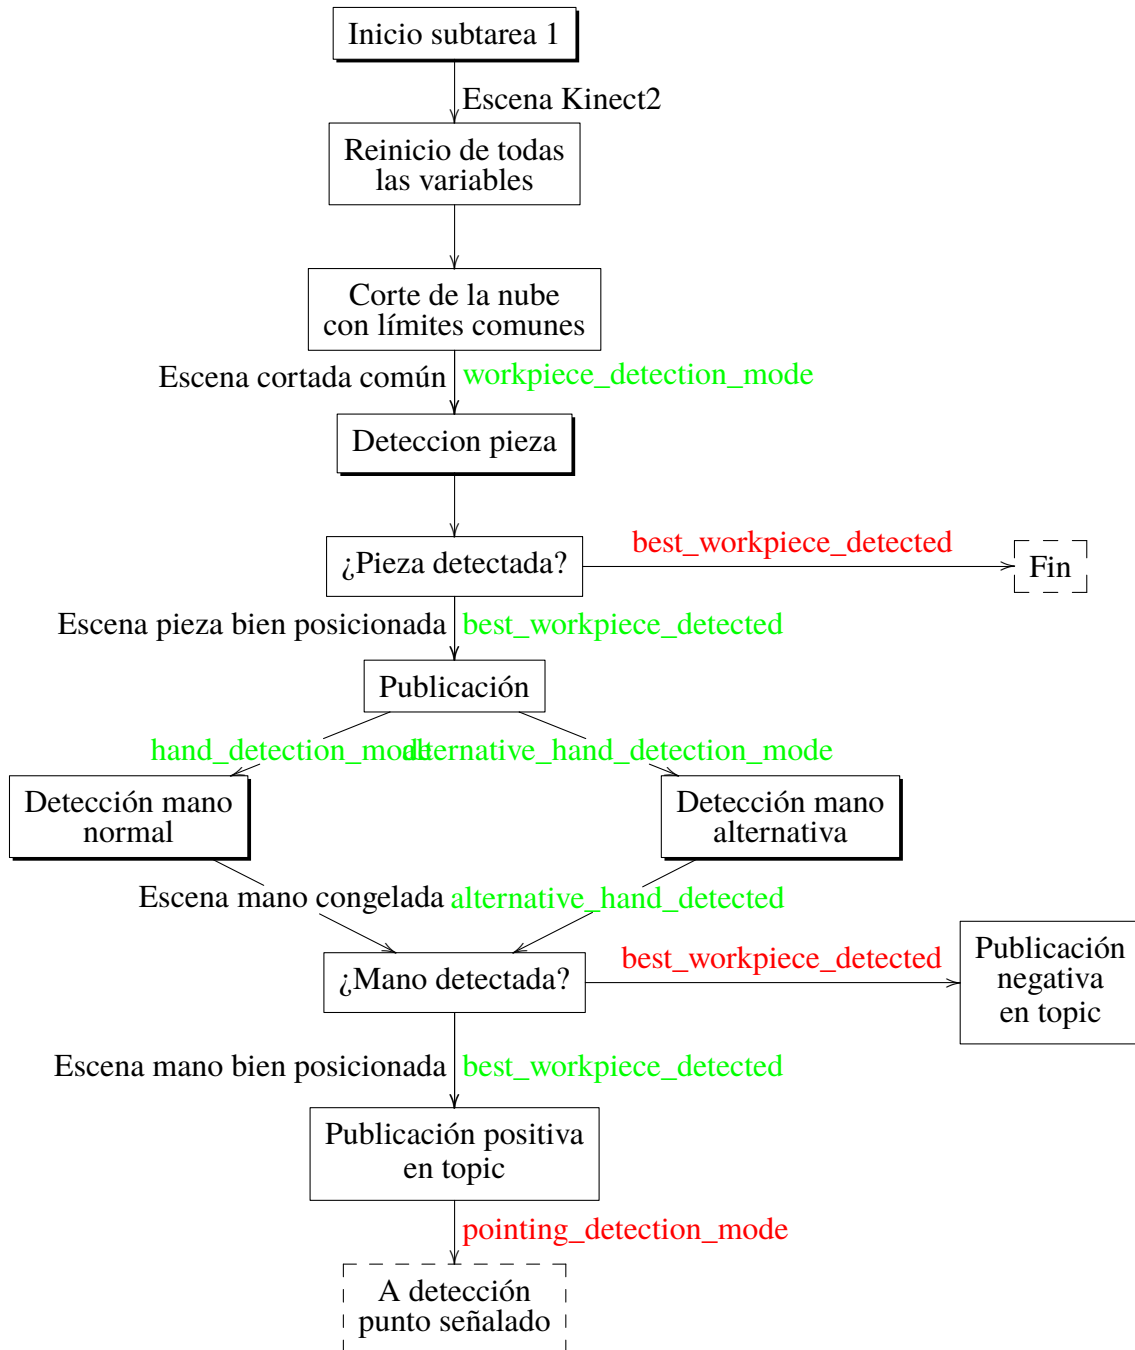 Inicio subtarea 1
Escena Kinect2
Reinicio de todas
las variables
Corte de la nube
con límites comunes
Escena cortada común workpiece_detection_mode
Deteccion pieza
best_workpiece_detected
¿Pieza detectada?
Fin
Escena pieza bien posicionada best_workpiece_detected
Publicación
hand_detection_mode alternative_hand_detection_mode
Detección mano
normal
Detección mano
alternativa
Escena mano congelada alternative_hand_detected
best_workpiece_detected
¿Mano detectada?
Publicación
negativa
en topic
Escena mano bien posicionada best_workpiece_detected
Publicación positiva
en topic
pointing_detection_mode
A detección
punto señalado